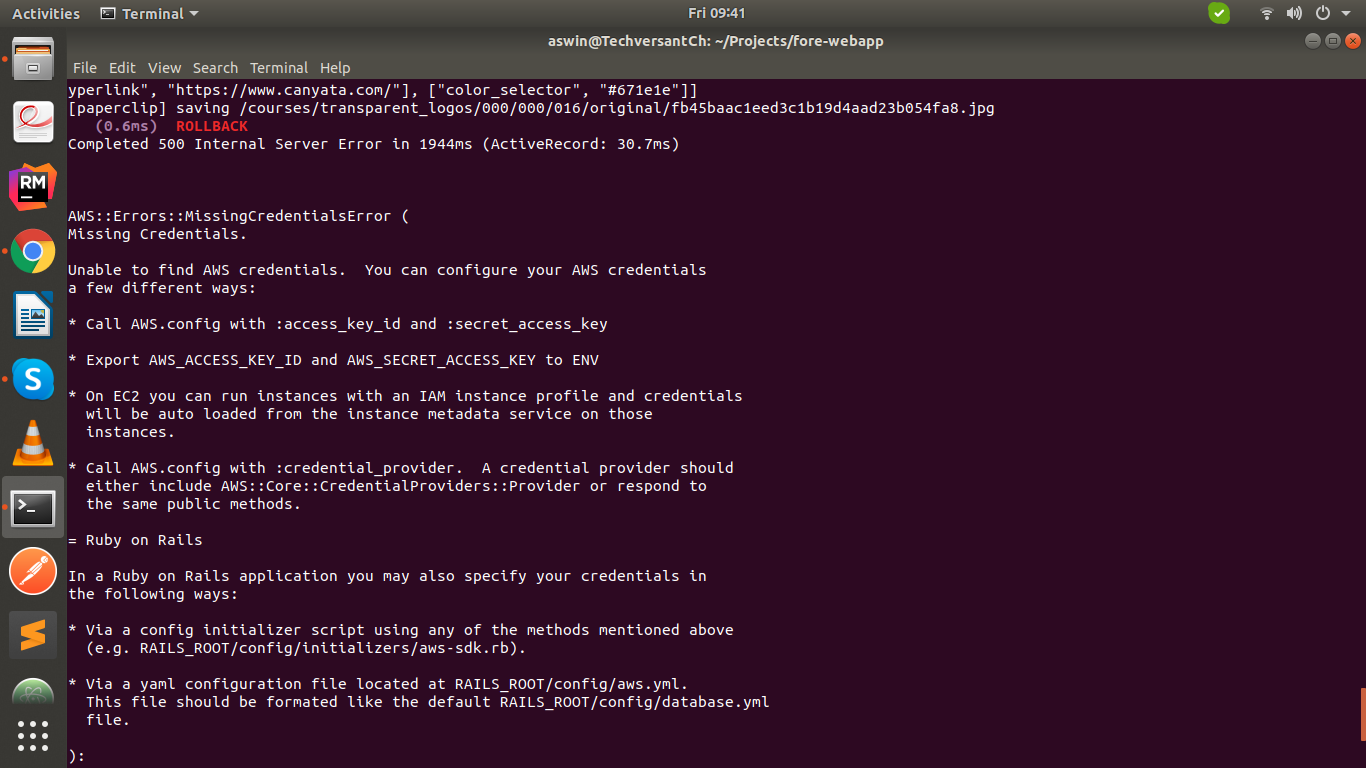 Activities Terminal Fri 09:41
aswin@TechversantCh: ~/Projects/fore-webapp
File Edit View Search Terminal Help
yperlink", "https://www.canyata.com/"], ["color_selector", "#671e1e"]]
[paperclip] saving /courses/transparent_logos/000/000/016/original/fb45baac1eed3c1b19d4aad23b054fa8.jpg
(0.6ms) ROLLBACK
Completed 500 Internal Server Error in 1944ms (ActiveRecord: 30.7ms)
AWS::Errors::MissingCredentialsError (
Missing Credentials.
Unable to find AWS credentials. You can configure your AWS credentials
a few different ways:
* Call AWS.config with :access_key_id and :secret_access_key
* Export AWS_ACCESS_KEY_ID and AWS_SECRET_ACCESS_KEY to ENV
* On EC2 you can run instances with an IAM instance profile and credentials
will be auto loaded from the instance metadata service on those
instances.
* Call AWS.config with :credential_provider. A credential provider should
either include AWS::Core::CredentialProviders::Provider or respond to
the same public methods.
= Ruby on Rails
In a Ruby on Rails application you may also specify your credentials in
the following ways:
* Via a config initializer script using any of the methods mentioned above
(e.g. RAILS_ROOT/config/initializers/aws-sdk.rb).
* Via a yaml configuration file located at RAILS_ROOT/config/aws.yml.
This file should be formated like the default RAILS_ROOT/config/database.yml
file.
):
RM
S
>_